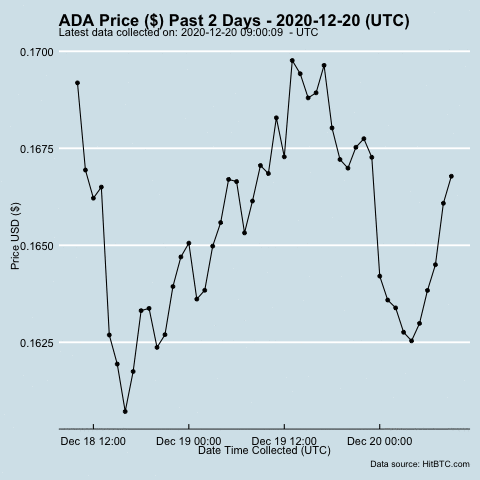 ADA Price ($) Past 2 Days - 2020-12-20 (UTC)
Latest data collected on: 2020-12-20 09:00:09 - UTC
0.1700
0.1675
0.1650
0.1625
Price USD ($)
Dec 18 12:00 Dec 19 00:00 Dec 19 12:00 Dec 20 00:00
Date Time Collected (UTC)
Data source: HitBTC.com